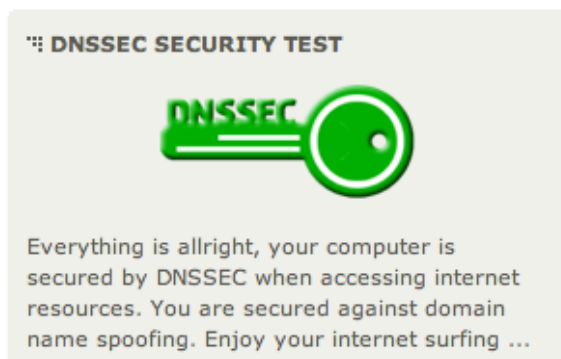 DNSSEC SECURITY TEST
DNSSEC
Everything is allright, your computer is
secured by DNSSEC when accessing internet
resources. You are secured against domain
name spoofing. Enjoy your internet surfing ...